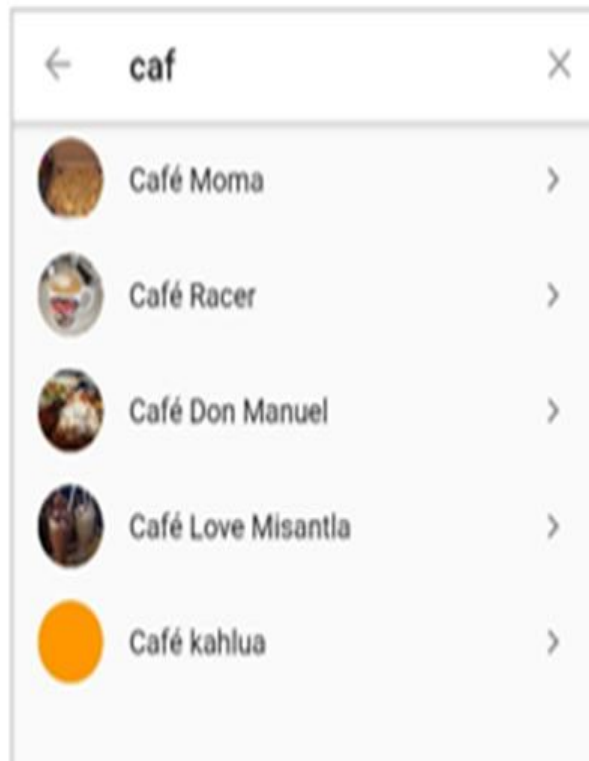 caf
Café Moma
Café Racer
Café Don Manuel
Café Love Misantla
Café kahlua